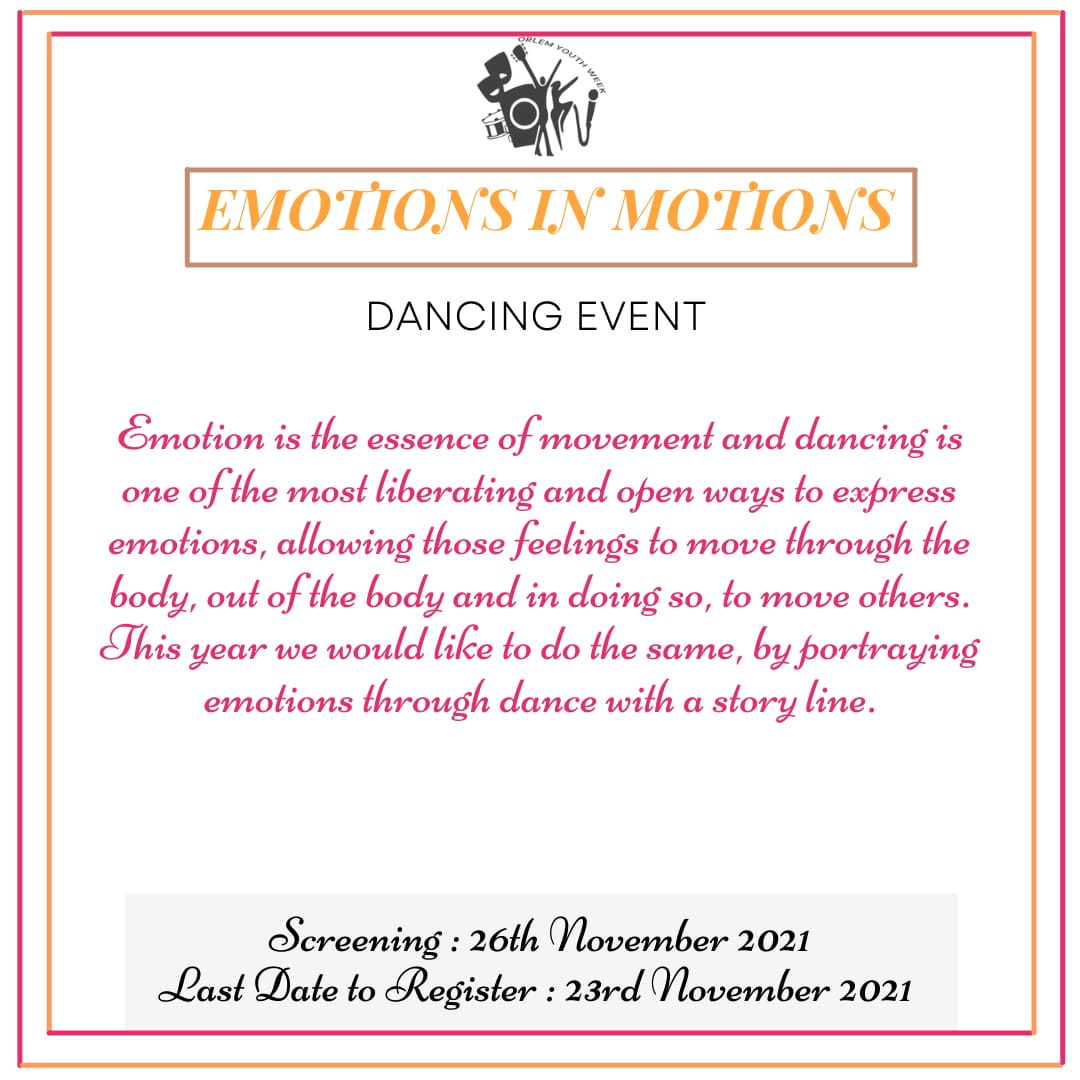 ORLEM YOUTH WEEK
EMOTIONS IN MOTIONS
DANCING EVENT
Emotion is the essence of movement and dancing is
one of the most liberating and open ways to express
emotions, allowing those feelings to move through the
body, out of the body and in doing so, to move others.
This year we would like to do the same, by portraying
emotions through dance with a story line.
Screening : 26th November 2021
Last Date to Register : 23rd November 2021